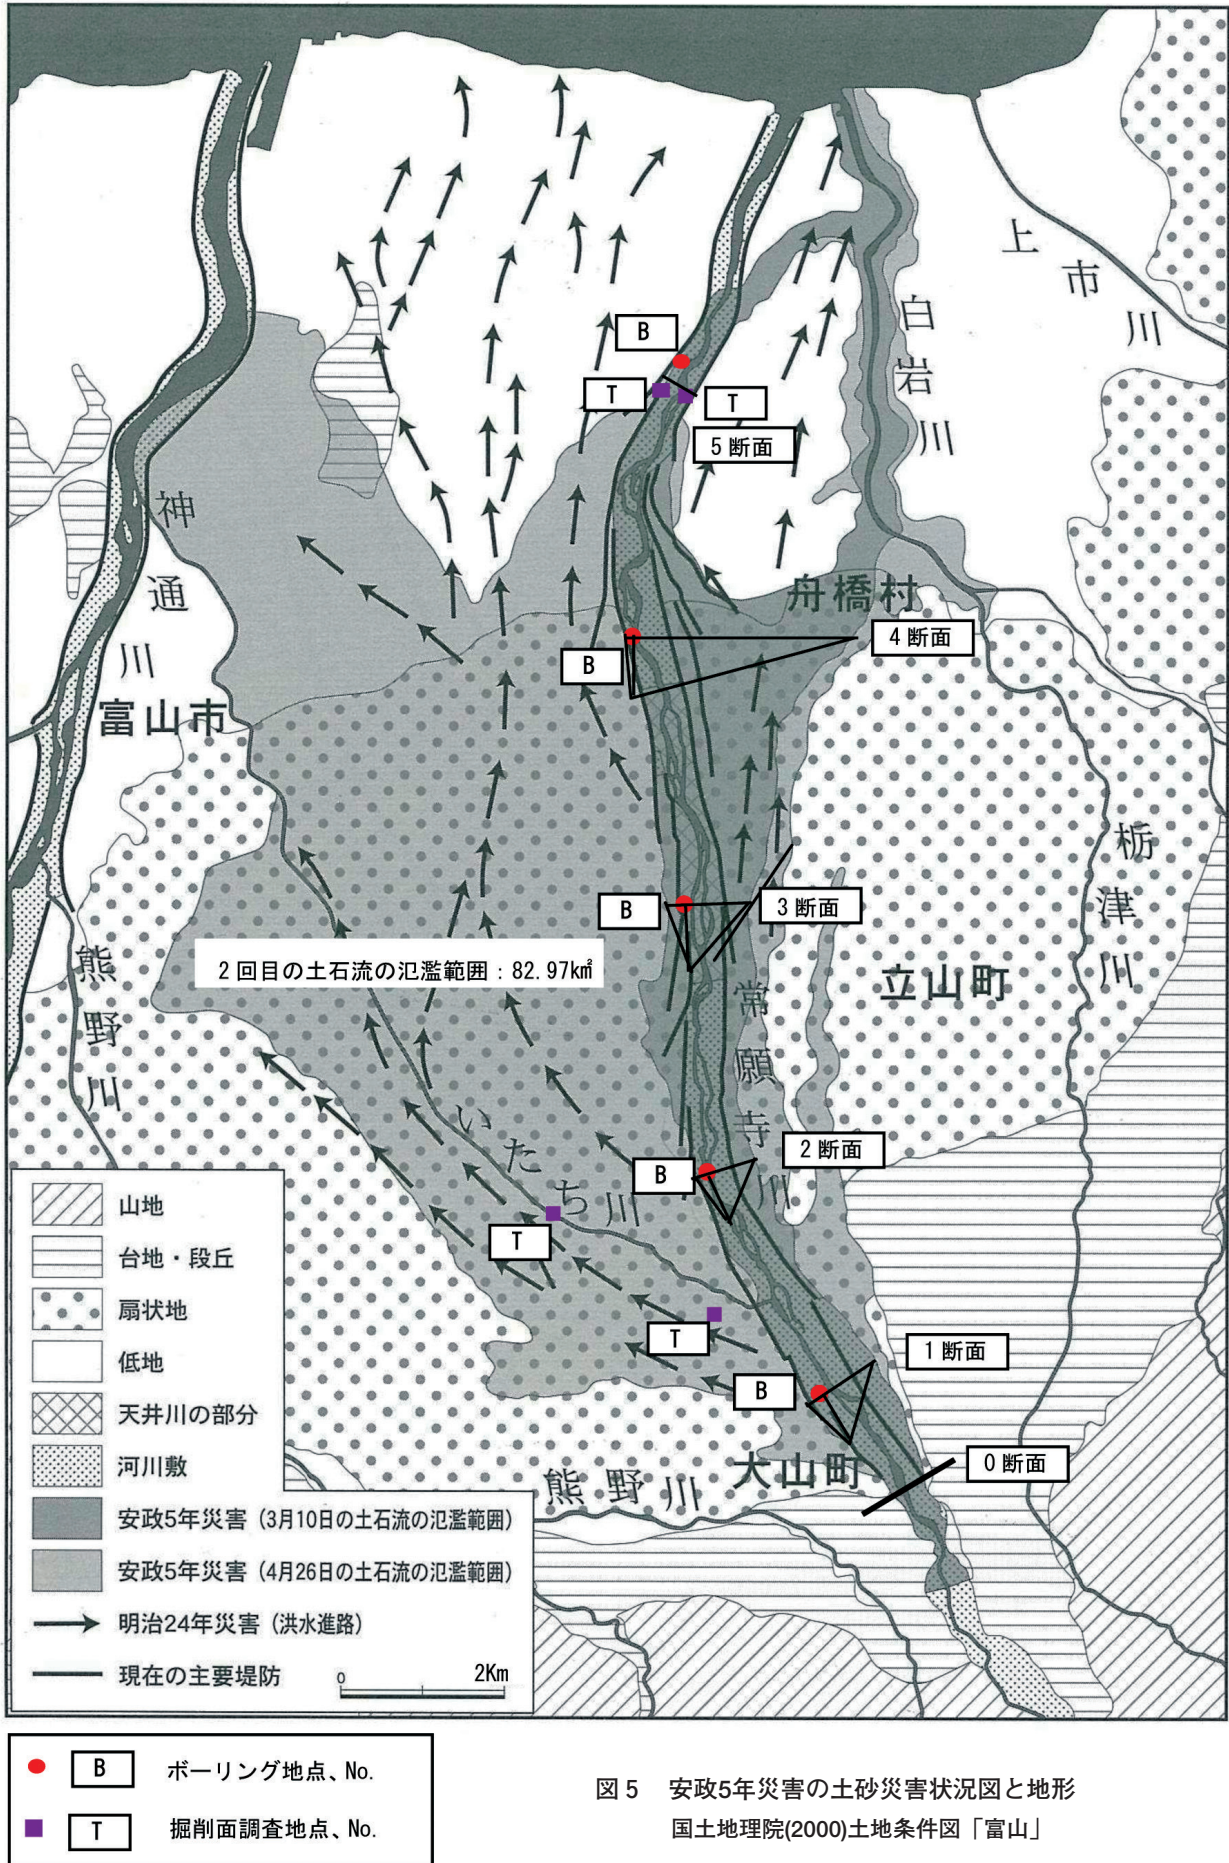 上市川
白岩川
B
T
T
5断面
神通川
舟橋村
4断面
B
富山市
栃津川
B
3断面
熊野川
2回目の土石流の氾濫範囲：82.97k㎡
立山町
常願寺川
いたち川
2断面
B
T
T
1断面
B
大山町
0断面
熊野川
山地
台地・段丘
扇状地
低地
天井川の部分
河川敷
安政5年災害（3月10日の土石流の氾濫範囲）
安政5年災害（4月26日の土石流の氾濫範囲）
明治24年災害（洪水進路）
現在の主要堤防
0 2Km
B ボーリング地点、No.
T 掘削面調査地点、No.
図5 安政5年災害の土砂災害状況図と地形
国土地理院(2000)土地条件図「富山」